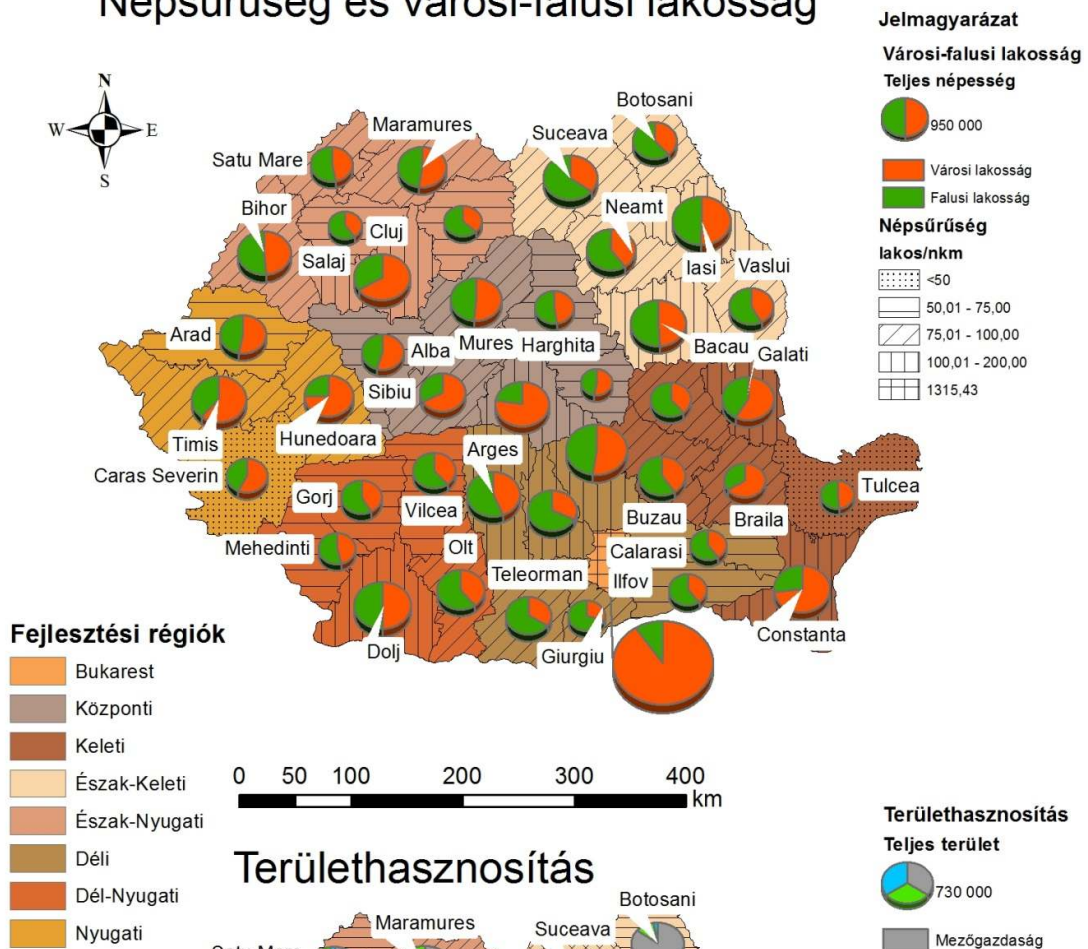 Népsűrűség és városi-falusi lakosság
Jelmagyarázat
Városi-falusi lakosság
Teljes népesség
950 000
Városi lakosság
Falusi lakosság
Népsűrűség
lakos/nkm
<50
50,01 - 75,00
75,01 - 100,00
100,01 - 200,00
1315,43
N
W
E
S
Botosani
Maramures
Suceava
Satu Mare
Bihor
Neamt
Cluj
Salaj
Iasi
Vaslui
Arad
Alba
Mures
Harghita
Bacau
Galati
Sibiu
Timis
Hunedoara
Arges
Caras Severin
Gorj
Vilcea
Buzau
Braila
Tulcea
Mehedinti
Olt
Calarasi
Teleorman
Ilfov
Dolj
Giurgiu
Constanta
Fejlesztési régiók
Bukarest
Központi
Keleti
Észak-Keleti
Észak-Nyugati
Déli
Dél-Nyugati
Nyugati
0 50 100 200 300 400
km
Területhasznosítás
Botosani
Maramures
Suceava
Satu Mare
Területhasznosítás
Teljes terület
730 000
Mezőgazdaság